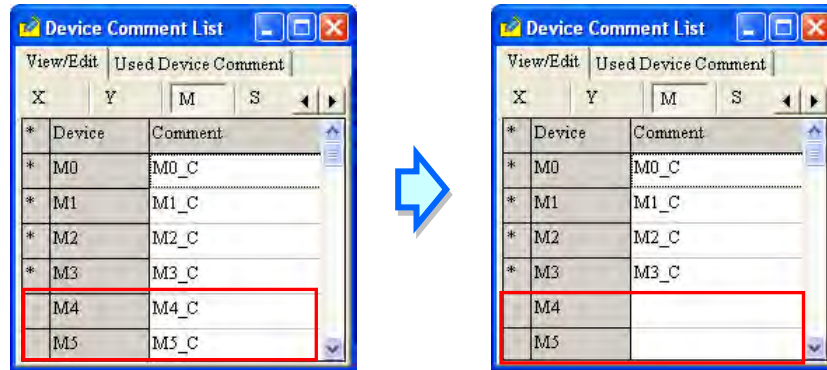 Device Comment List
View/Edit Used Device Comment
X Y M S
* Device Comment
* M0 M0_C
* M1 M1_C
* M2 M2_C
* M3 M3_C
M4 M4_C
M5 M5_C
Device Comment List
View/Edit Used Device Comment
X Y M S
* Device Comment
* M0 M0_C
* M1 M1_C
* M2 M2_C
* M3 M3_C
M4
M5